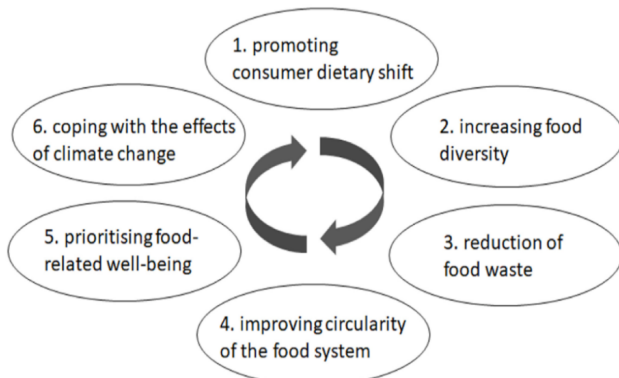 1. promoting
consumer dietary shift
2. increasing food
diversity
3. reduction of
food waste
4. improving circularity
of the food system
5. prioritising food-
related well-being
6. coping with the effects
of climate change